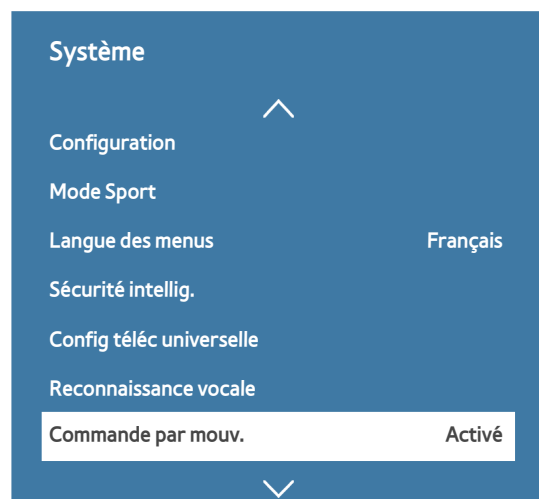 Système
Configuration
Mode Sport
Langue des menus Français
Sécurité intellig.
Config téléc universelle
Reconnaissance vocale
Commande par mouv. Activé